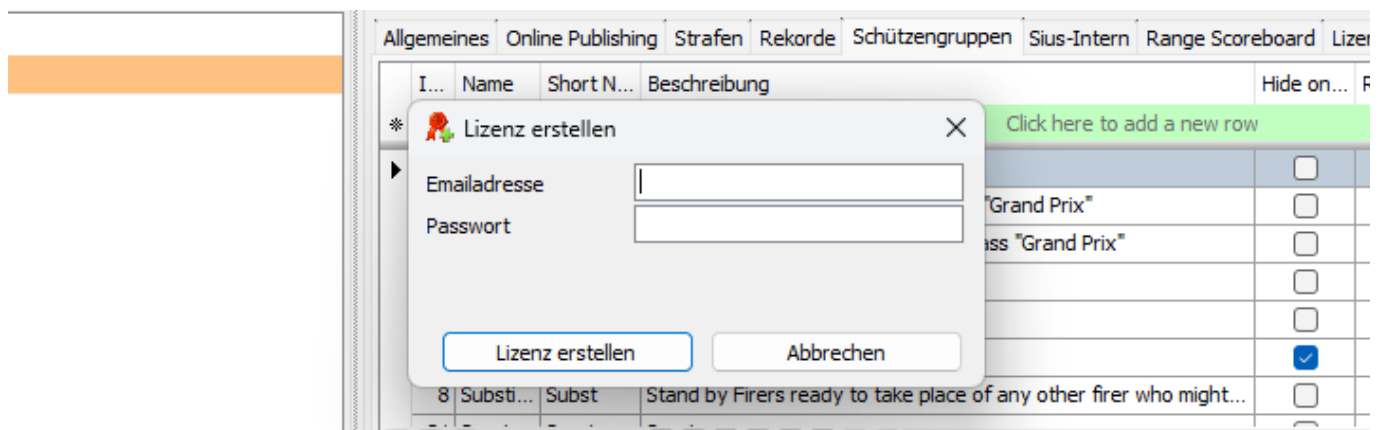 Allgemeines Online Publishing Strafen Rekorde Schützengruppen Sius-Intern Range Scoreboard
I... Name Short N... Beschreibung Hide on...
Click here to add a new row
Lizenz erstellen
Emailadresse
Passwort
"Grand Prix"
"Grand Prix"
Lizenz erstellen Abbrechen
8 Substi... Subst Stand by Firers ready to take place of any other firer who might...